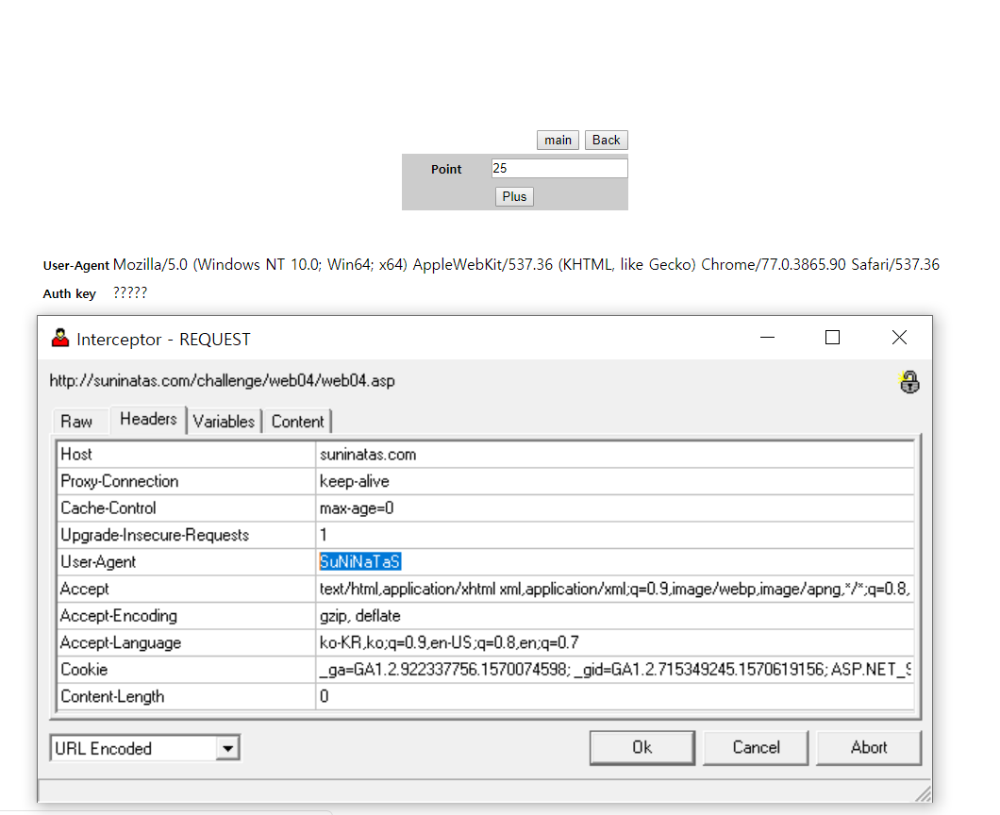 main Back
Point 25
Plus
User-Agent Mozilla/5.0 (Windows NT 10.0; Win64; x64) AppleWebKit/537.36 (KHTML, like Gecko) Chrome/77.0.3865.90 Safari/537.36
Auth key ?????
Interceptor - REQUEST
http://suninatas.com/challenge/web04/web04.asp
Raw Headers Variables Content
Host suninatas.com
Proxy-Connection keep-alive
Cache-Control max-age=0
Upgrade-Insecure-Requests 1
User-Agent SuNiNaTaS
Accept text/html,application/xhtml xml,application/xml;q=0.9,image/webp,image/apng,*/*;q=0.8,
Accept-Encoding gzip, deflate
Accept-Language ko-KR,ko;q=0.9,en-US;q=0.8,en;q=0.7
Cookie _ga=GA1.2.922337756.1570074598; _gid=GA1.2.715349245.1570619156; ASP.NET_S
Content-Length 0
URL Encoded Ok Cancel Abort